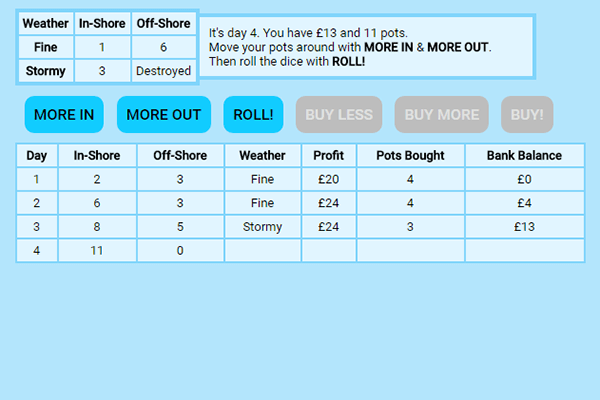 Weather In-Shore Off-Shore
Fine 1 6
Stormy 3 Destroyed
It's day 4. You have £13 and 11 pots.
Move your pots around with MORE IN & MORE OUT.
Then roll the dice with ROLL!
MORE IN MORE OUT ROLL! BUY LESS BUY MORE BUY!
Day In-Shore Off-Shore Weather Profit Pots Bought Bank Balance
1 2 3 Fine £20 4 £0
2 6 3 Fine £24 4 £4
3 8 5 Stormy £24 3 £13
4 11 0